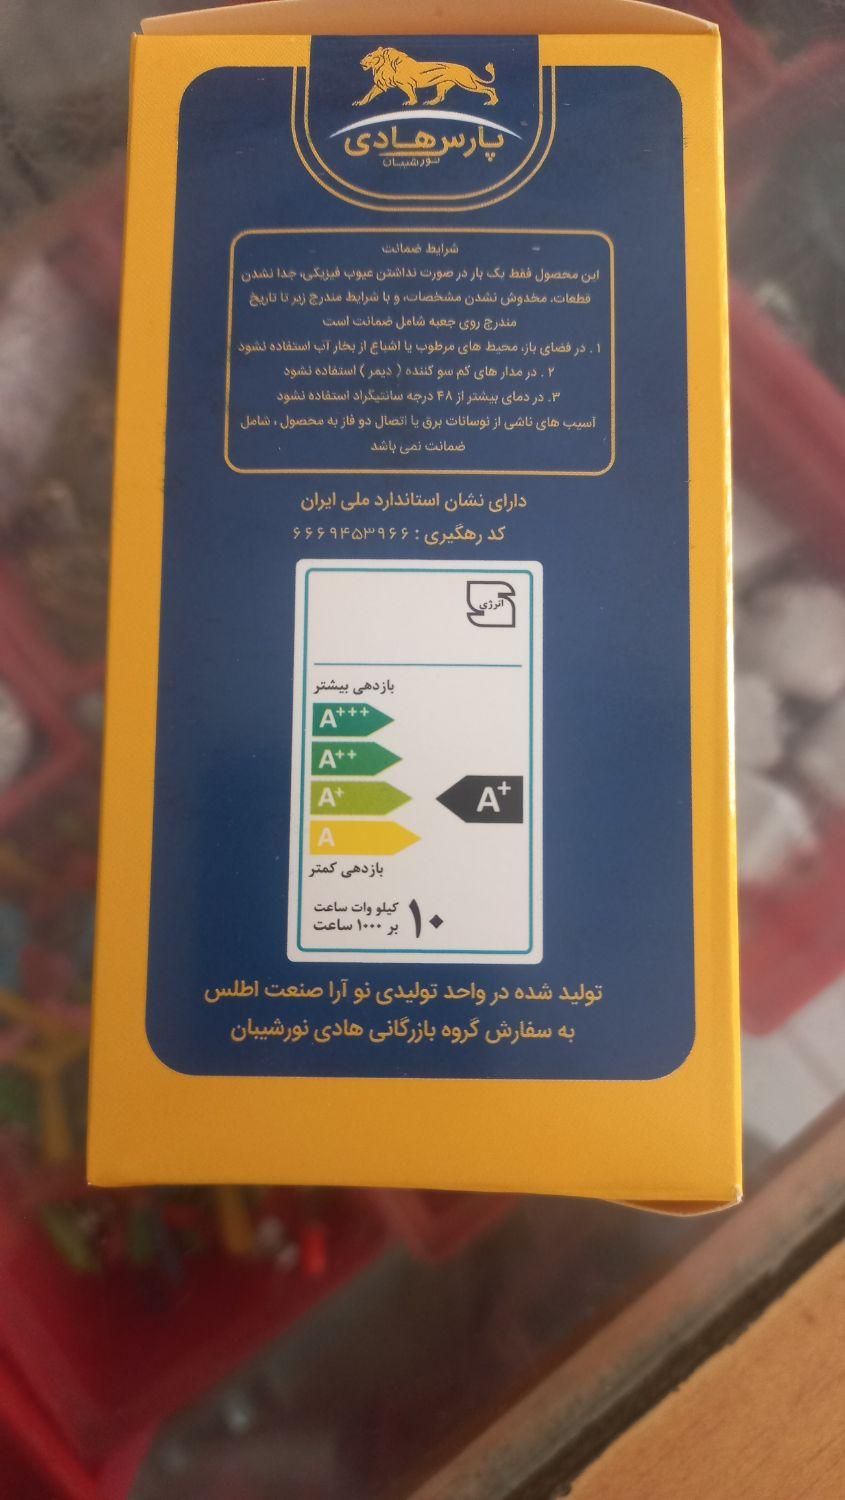 پارس هادی
نورشیبان
شرایط ضمانت
این محصول فقط یک بار در صورت نداشتن عیوب فیزیکی، جدا نشدن
قطعات، مخدوش نشدن مشخصات، و با شرایط مندرج زیر تا تاریخ
مندرج روی جعبه شامل ضمانت است
۱ . در فضای باز، محیط های مرطوب یا اشباع از بخار آب استفاده نشود
۲ . در مدار های کم سو کننده ( دیمر ) استفاده نشود
۳. در دمای بیشتر از ۴۸ درجه سانتیگراد استفاده نشود
آسیب های ناشی از نوسانات برق یا اتصال دو فاز به محصول ، شامل
ضمانت نمی باشد
دارای نشان استاندارد ملی ایران
کد رهگیری : ۶۶۶۹۴۵۳۹۶۶
انرژی
بازدهی بیشتر
A+++
A++
A+
A+
A
بازدهی کمتر
۱۰ کیلو وات ساعت
بر ۱۰۰۰ ساعت
تولید شده در واحد تولیدی نو آرا صنعت اطلس
به سفارش گروه بازرگانی هادی نورشیبان